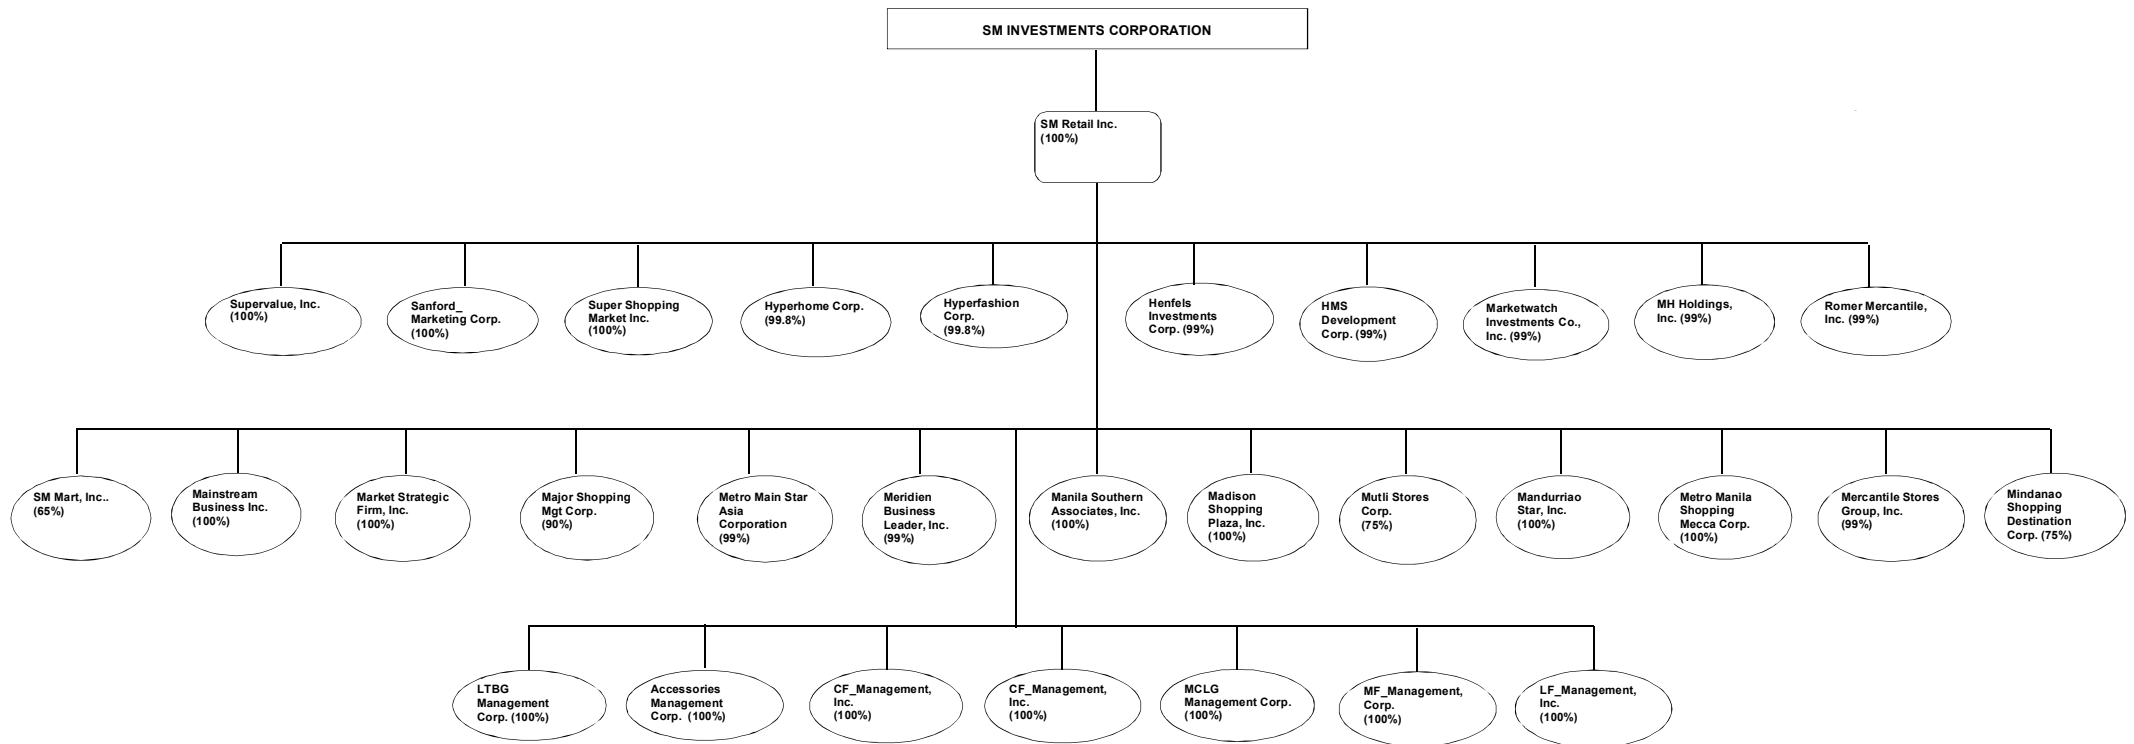 SM INVESTMENTS CORPORATION
SM Retail Inc.
(100%)
Supervalue, Inc.
(100%)
Sanford_
Marketing Corp.
(100%)
Super Shopping
Market Inc.
(100%)
Hyperhome Corp.
(99.8%)
Hyperfashion
Corp.
(99.8%)
Henfels
Investments
Corp. (99%)
HMS
Development
Corp. (99%)
Marketwatch
Investments Co.,
Inc. (99%)
MH Holdings,
Inc. (99%)
Romer Mercantile,
Inc. (99%)
SM Mart, Inc..
(65%)
Mainstream
Business Inc.
(100%)
Market Strategic
Firm, Inc.
(100%)
Major Shopping
Mgt Corp.
(90%)
Metro Main Star
Asia
Corporation
(99%)
Meridien
Business
Leader, Inc.
(99%)
Manila Southern
Associates, Inc.
(100%)
Madison
Shopping
Plaza, Inc.
(100%)
Mutli Stores
Corp.
(75%)
Mandurriao
Star, Inc.
(100%)
Metro Manila
Shopping
Mecca Corp.
(100%)
Mercantile Stores
Group, Inc.
(99%)
Mindanao
Shopping
Destination
Corp. (75%)
LTBG
Management
Corp. (100%)
Accessories
Management
Corp. (100%)
CF_Management,
Inc.
(100%)
CF_Management,
Inc.
(100%)
MCLG
Management Corp.
(100%)
MF_Management,
Corp.
(100%)
LF_Management,
Inc.
(100%)